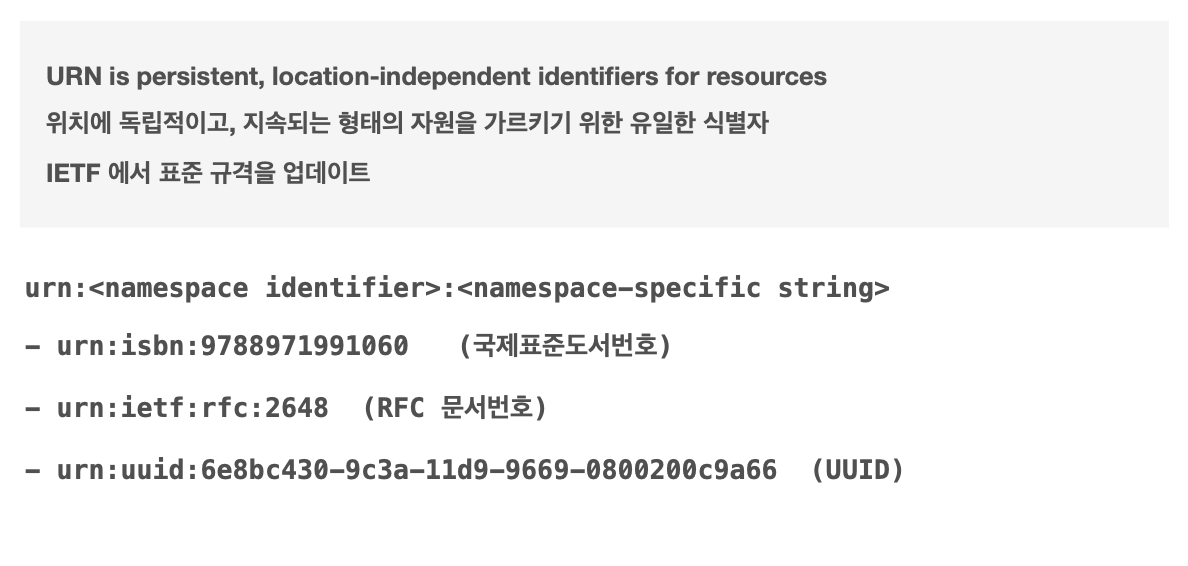 URN is persistent, location-independent identifiers for resources
위치에 독립적이고, 지속되는 형태의 자원을 가르키기 위한 유일한 식별자
IETF 에서 표준 규격을 업데이트
urn:<namespace identifier>:<namespace-specific string>
- urn:isbn:9788971991060 (국제표준도서번호)
- urn:ietf:rfc:2648 (RFC 문서번호)
- urn:uuid:6e8bc430-9c3a-11d9-9669-0800200c9a66 (UUID)